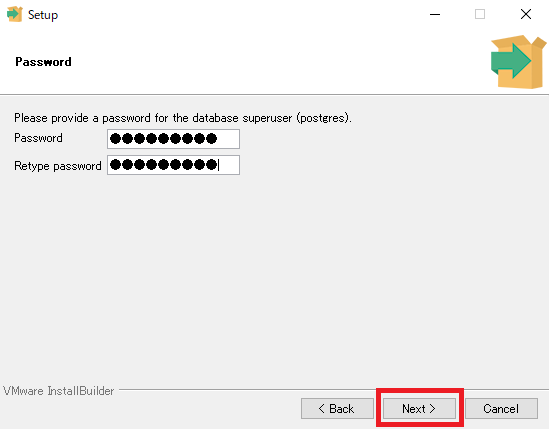 Setup
Password
Please provide a password for the database superuser (postgres).
Password ●●●●●●●●●
Retype password ●●●●●●●●●
VMware InstallBuilder
< Back Next > Cancel